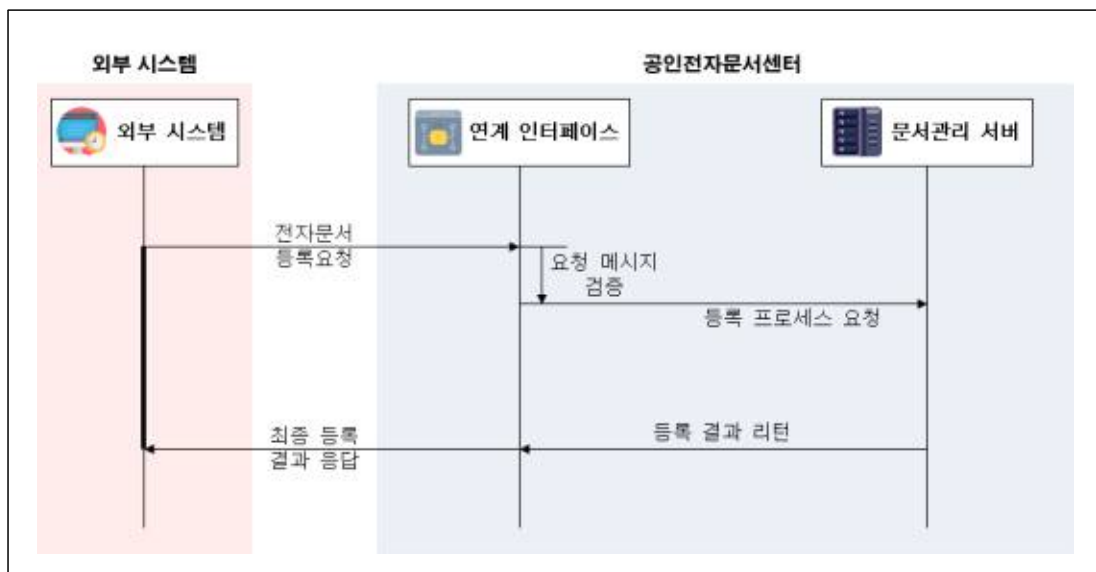 외부 시스템
공인전자문서센터
외부 시스템
연계 인터페이스
문서관리 서버
전자문서
등록요청
요청 메시지
검증
등록 프로세스 요청
최종 등록
결과 응답
등록 결과 리턴